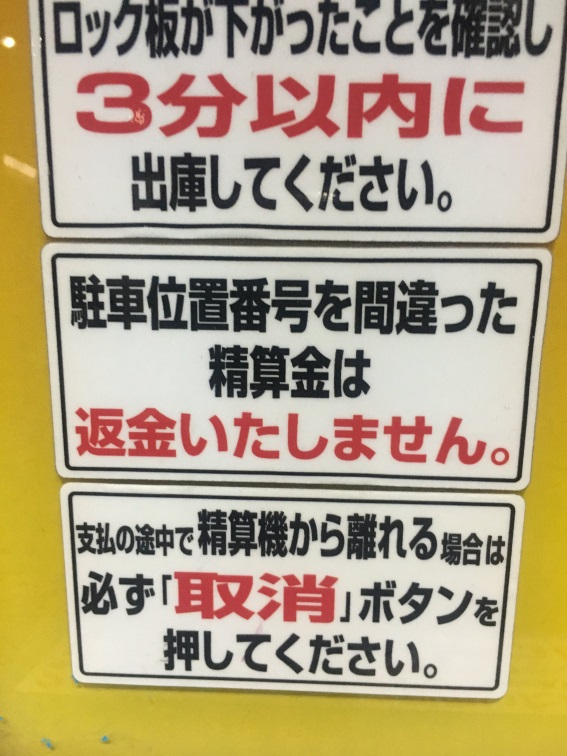 ロック板が下がったことを確認し
3分以内に
出庫してください。
駐車位置番号を間違った
精算金は
返金いたしません。
支払の途中で精算機から離れる場合は
必ず「取消」ボタンを
押してください。